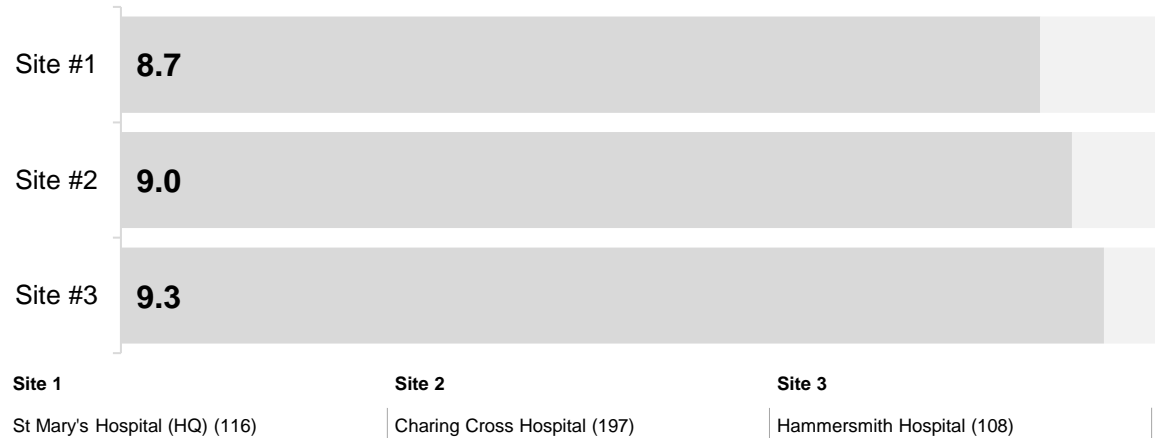 Site #1 8.7
Site #2 9.0
Site #3 9.3
Site 1 Site 2 Site 3
St Mary's Hospital (HQ) (116) Charing Cross Hospital (197) Hammersmith Hospital (108)